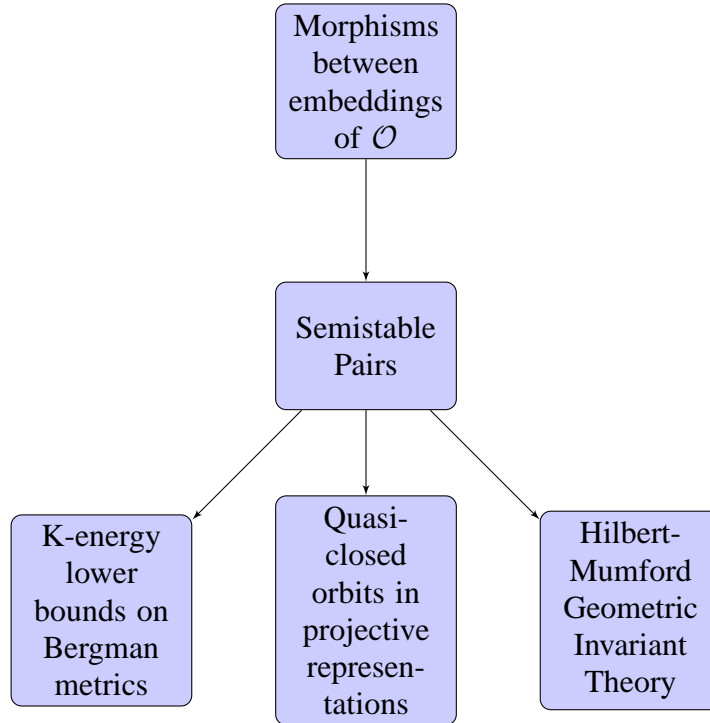 Morphisms
between
embeddings
of 𝒪
Semistable
Pairs
K-energy
lower
bounds on
Bergman
metrics
Quasi-
closed
orbits in
projective
represen-
tations
Hilbert-
Mumford
Geometric
Invariant
Theory